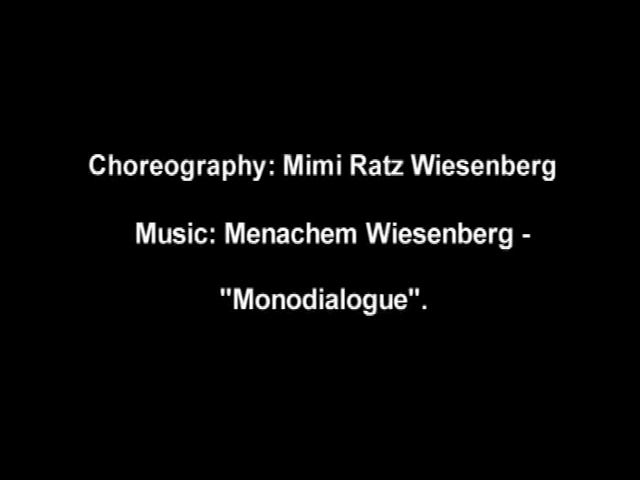 Choreography: Mimi Ratz Wiesenberg
Music: Menachem Wiesenberg -
"Monodialogue".